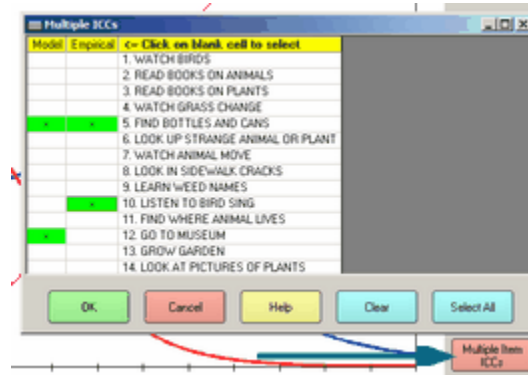 Multiple ICCs
Model Empirical <- Click on blank cell to select
1. WATCH BIRDS
2. READ BOOKS ON ANIMALS
3. READ BOOKS ON PLANTS
4. WATCH GRASS CHANGE
5. FIND BOTTLES AND CANS
6. LOOK UP STRANGE ANIMAL OR PLANT
7. WATCH ANIMAL MOVE
8. LOOK IN SIDEWALK CRACKS
9. LEARN WEED NAMES
10. LISTEN TO BIRD SING
11. FIND WHERE ANIMAL LIVES
12. GO TO MUSEUM
13. GROW GARDEN
14. LOOK AT PICTURES OF PLANTS
OK Cancel Help Clear Select All
Multiple Item
ICCs